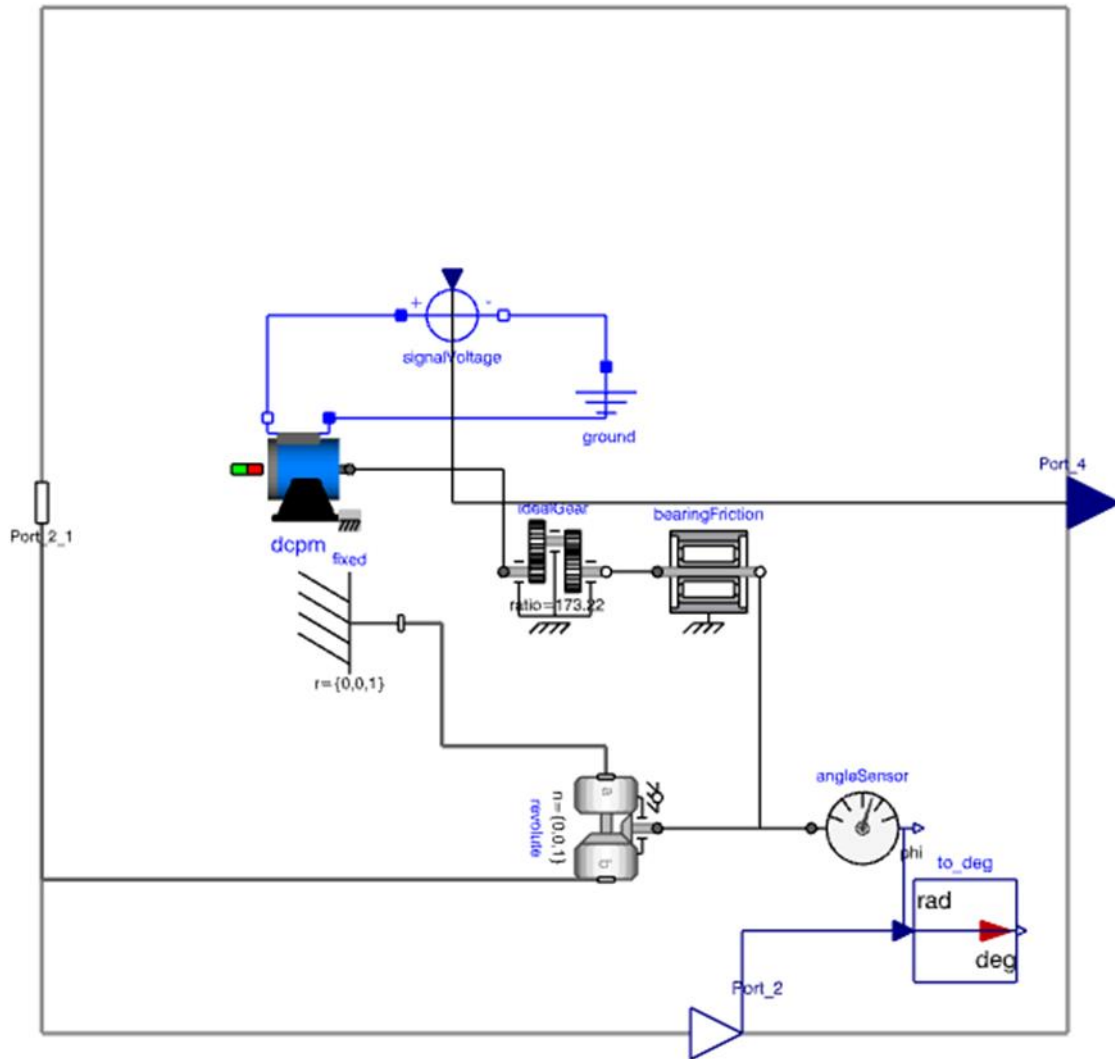 + -
signalVoltage
ground
Port_4
idealGear
bearingFriction
Port_2_1
dcpm
fixed
ratio=173.22
r={0,0,1}
angleSensor
a
n={0,0,1}
revolute
b
phi
to_deg
rad
deg
Port_2